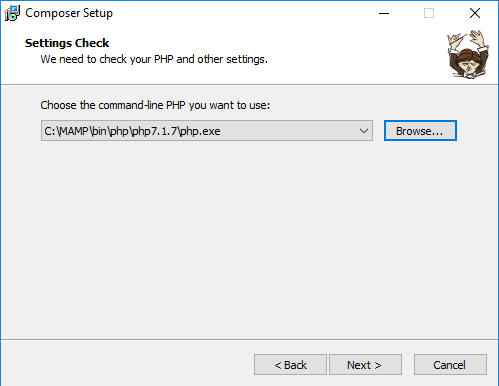 Composer Setup
Settings Check
We need to check your PHP and other settings.
Choose the command-line PHP you want to use:
C:\MAMP\bin\php\php7.1.7\php.exe
Browse...
< Back
Next >
Cancel